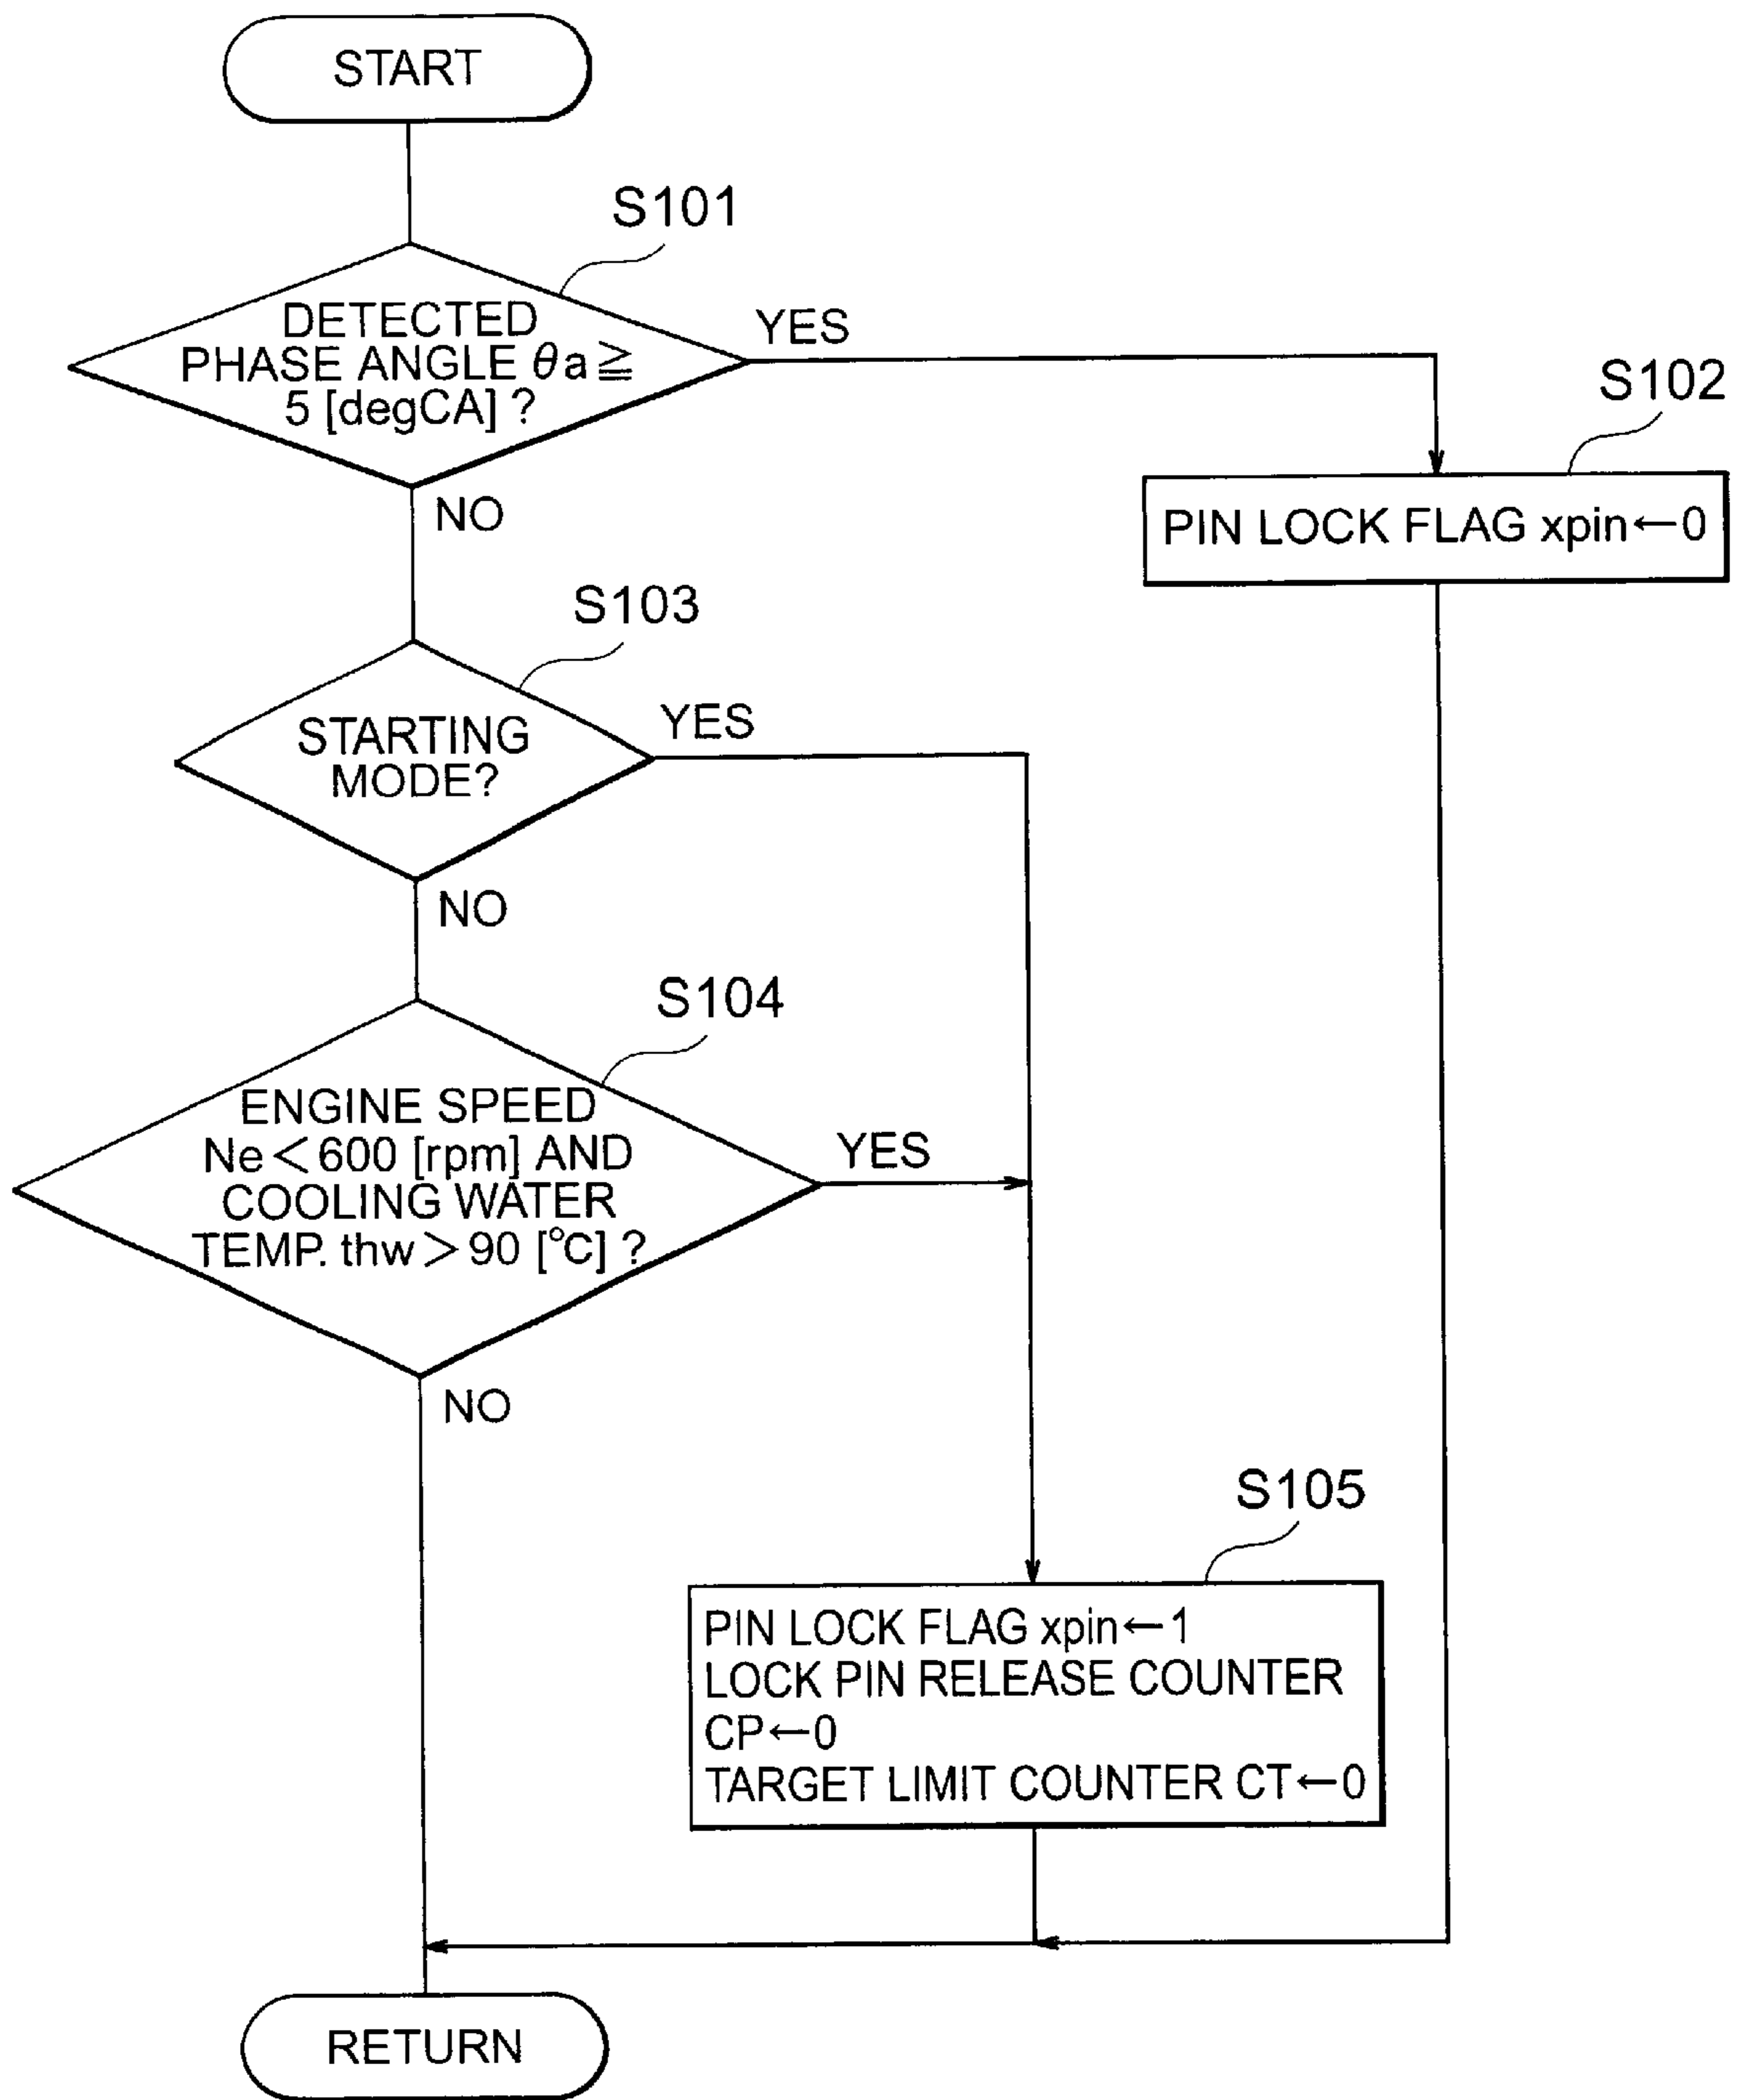 START
S101
DETECTED
PHASE ANGLE θa≧
5 [degCA] ?
YES
NO
S102
PIN LOCK FLAG xpin←0
S103
STARTING
MODE?
YES
NO
S104
ENGINE SPEED
Ne<600 [rpm] AND
COOLING WATER
TEMP. thw>90 [℃] ?
YES
NO
S105
PIN LOCK FLAG xpin←1
LOCK PIN RELEASE COUNTER
CP←0
TARGET LIMIT COUNTER CT←0
RETURN